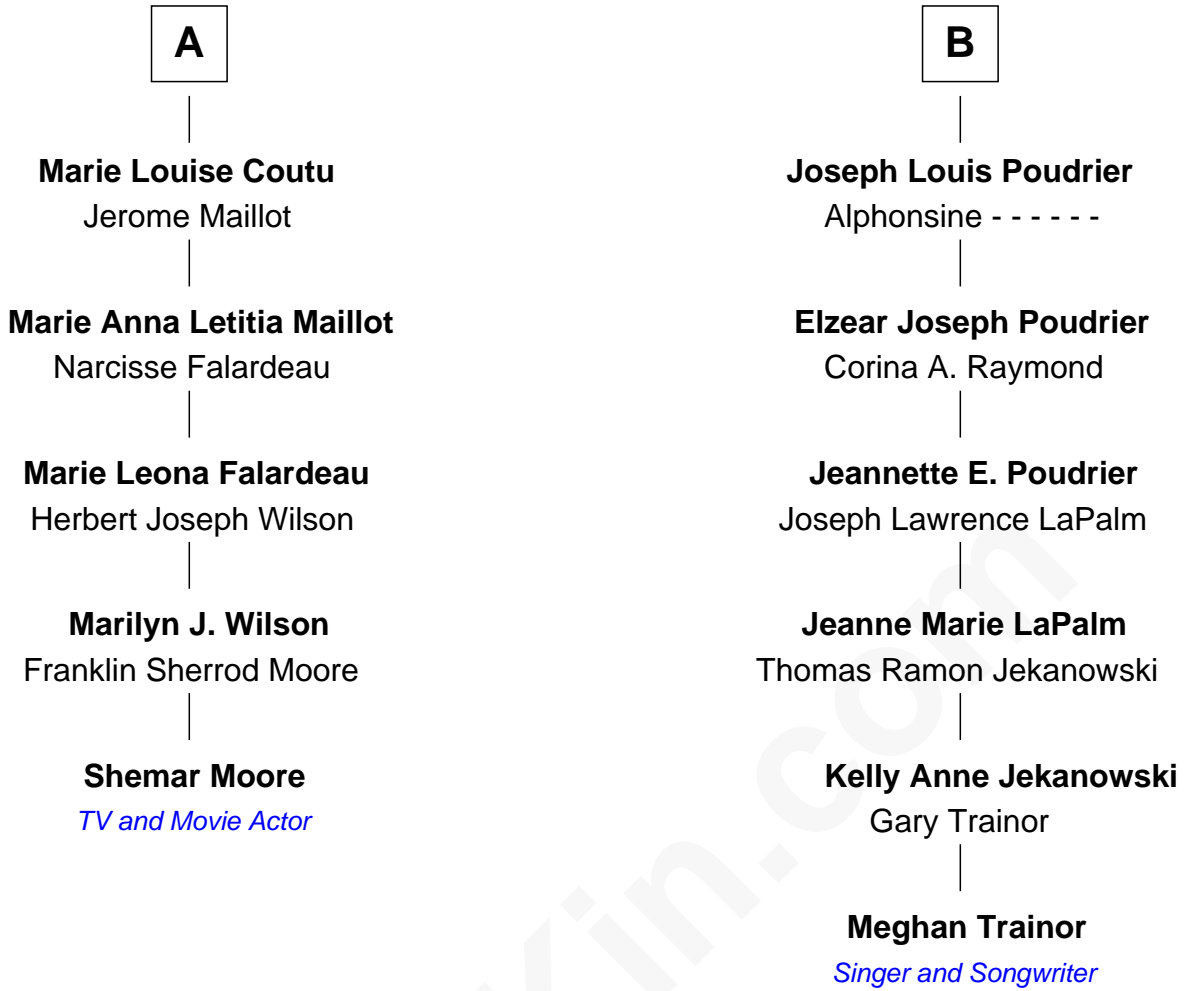 A
Marie Louise Coutu
Jerome Maillot
Marie Anna Letitia Maillot
Narcisse Falardeau
Marie Leona Falardeau
Herbert Joseph Wilson
Marilyn J. Wilson
Franklin Sherrod Moore
Shemar Moore
TV and Movie Actor
B
Joseph Louis Poudrier
Alphonsine - - - - - -
Elzear Joseph Poudrier
Corina A. Raymond
Jeannette E. Poudrier
Joseph Lawrence LaPalm
Jeanne Marie LaPalm
Thomas Ramon Jekanowski
Kelly Anne Jekanowski
Gary Trainor
Meghan Trainor
Singer and Songwriter
Kin.com